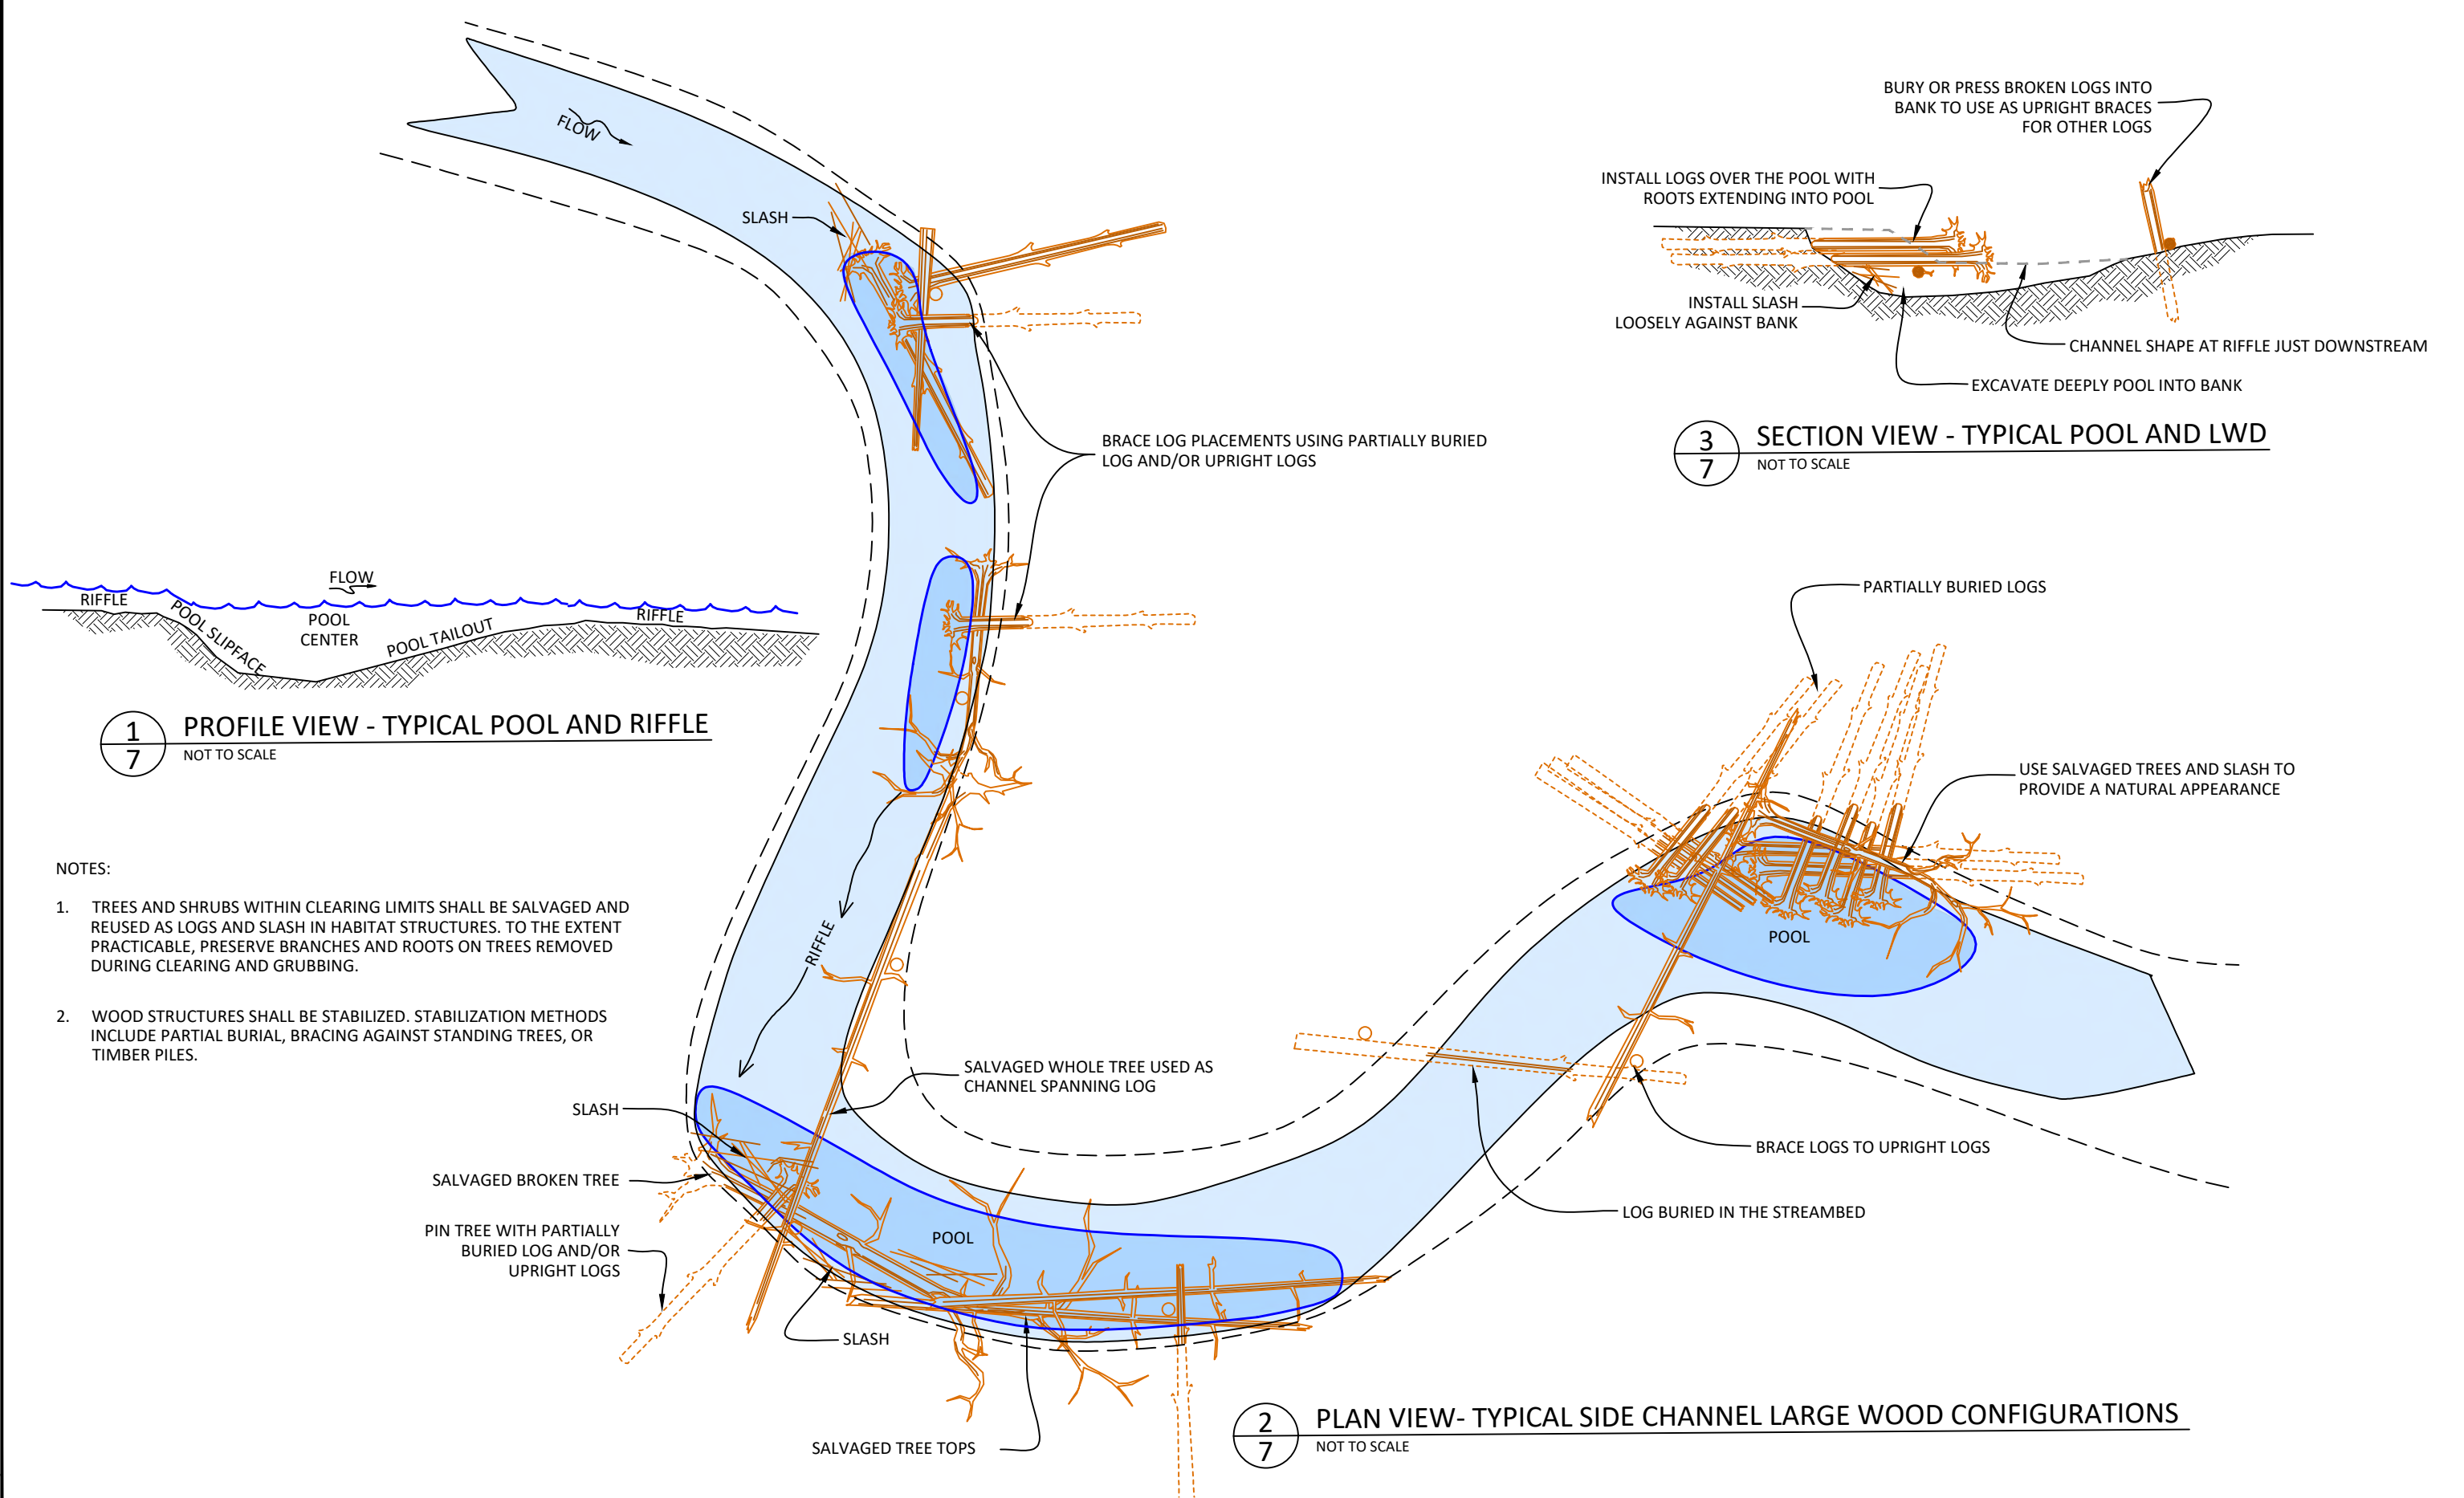 FLOW
SLASH
BRACE LOG PLACEMENTS USING PARTIALLY BURIED
LOG AND/OR UPRIGHT LOGS
BURY OR PRESS BROKEN LOGS INTO
BANK TO USE AS UPRIGHT BRACES
FOR OTHER LOGS
INSTALL LOGS OVER THE POOL WITH
ROOTS EXTENDING INTO POOL
INSTALL SLASH
LOOSELY AGAINST BANK
CHANNEL SHAPE AT RIFFLE JUST DOWNSTREAM
EXCAVATE DEEPLY POOL INTO BANK
3
7
SECTION VIEW - TYPICAL POOL AND LWD
NOT TO SCALE
FLOW
RIFFLE
POOL SLIPFACE
POOL
CENTER
POOL TAILOUT
RIFFLE
1
7
PROFILE VIEW - TYPICAL POOL AND RIFFLE
NOT TO SCALE
NOTES:
1. TREES AND SHRUBS WITHIN CLEARING LIMITS SHALL BE SALVAGED AND
REUSED AS LOGS AND SLASH IN HABITAT STRUCTURES. TO THE EXTENT
PRACTICABLE, PRESERVE BRANCHES AND ROOTS ON TREES REMOVED
DURING CLEARING AND GRUBBING.
2. WOOD STRUCTURES SHALL BE STABILIZED. STABILIZATION METHODS
INCLUDE PARTIAL BURIAL, BRACING AGAINST STANDING TREES, OR
TIMBER PILES.
PARTIALLY BURIED LOGS
USE SALVAGED TREES AND SLASH TO
PROVIDE A NATURAL APPEARANCE
POOL
RIFFLE
SALVAGED WHOLE TREE USED AS
CHANNEL SPANNING LOG
SLASH
SALVAGED BROKEN TREE
PIN TREE WITH PARTIALLY
BURIED LOG AND/OR
UPRIGHT LOGS
POOL
SLASH
SALVAGED TREE TOPS
BRACE LOGS TO UPRIGHT LOGS
LOG BURIED IN THE STREAMBED
2
7
PLAN VIEW- TYPICAL SIDE CHANNEL LARGE WOOD CONFIGURATIONS
NOT TO SCALE